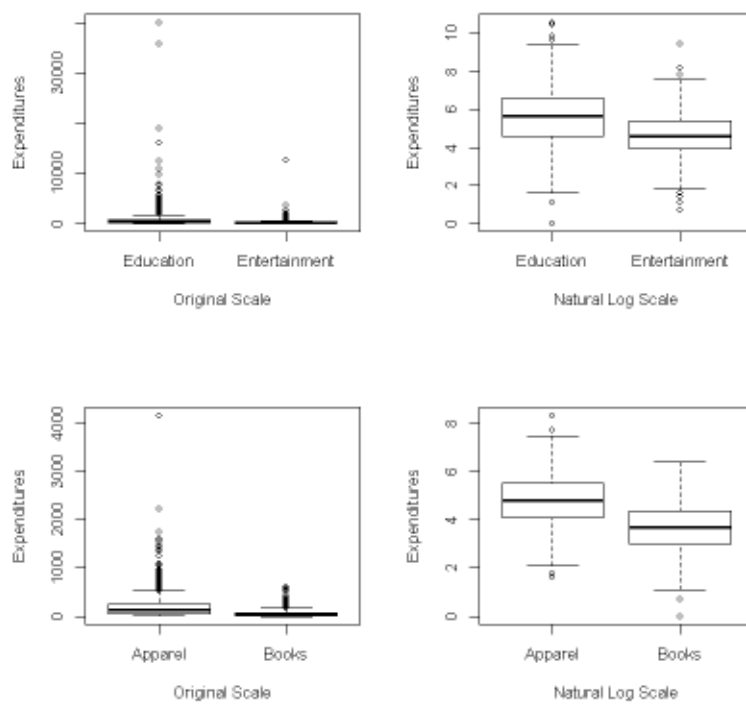 Expenditures
30000
10000
0
Education Entertainment
Original Scale
Expenditures
10
8
6
4
2
0
Education Entertainment
Natural Log Scale
Expenditures
4000
3000
2000
1000
0
Apparel Books
Original Scale
Expenditures
8
6
4
2
0
Apparel Books
Natural Log Scale